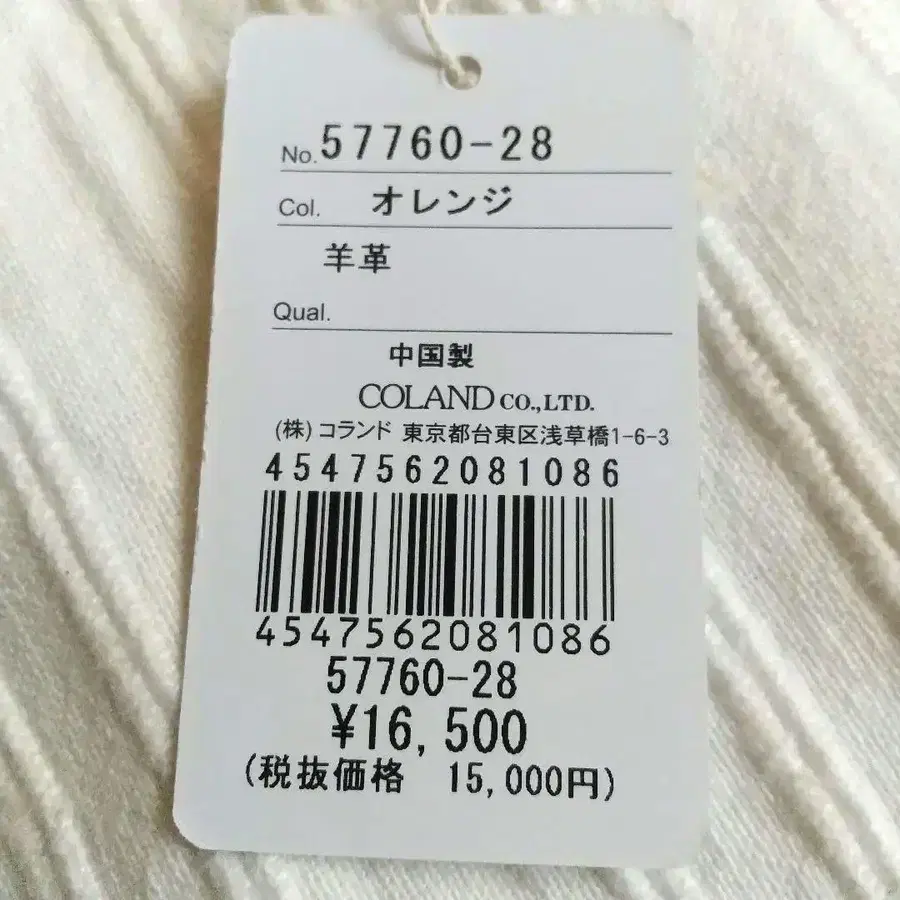 No. 57760-28
Col. オレンジ
羊革
Qual.
中国製
COLAND CO.,LTD.
(株)コランド 東京都台東区浅草橋1-6-3
4547562081086
4547562081086
57760-28
¥16,500
(税抜価格 15,000円)